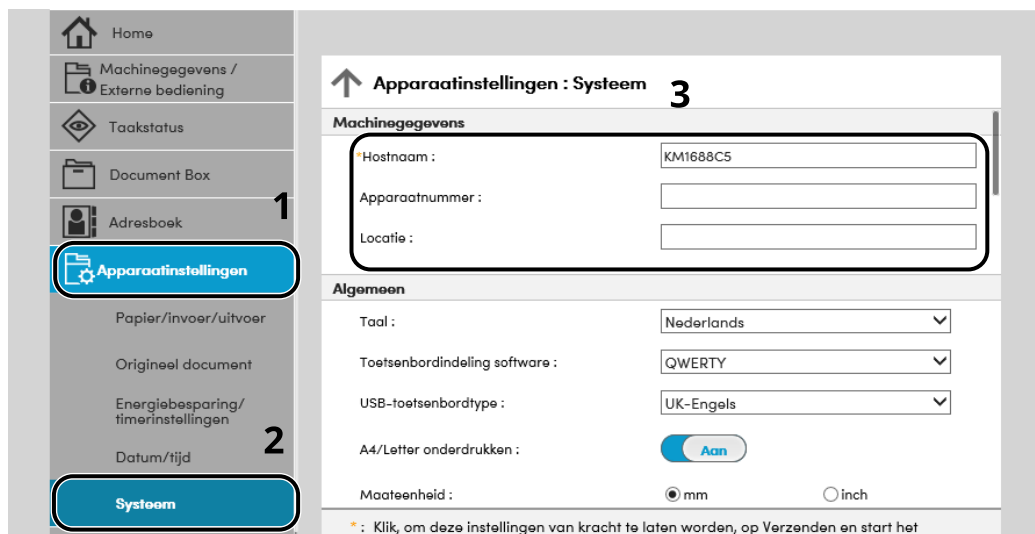 Home
Machinegegevens /
Externe bediening
Taakstatus
Document Box
1
Adresboek
Apparaatinstellingen
Papier/invoer/uitvoer
Origineel document
Energiebesparing/
timerinstellingen
2
Datum/tijd
Systeem
Apparaatinstellingen : Systeem
3
Machinegegevens
*Hostnaam : KM1688C5
Apparaatnummer :
Locatie :
Algemeen
Taal : Nederlands
Toetsenbordindeling software : QWERTY
USB-toetsenbordtype : UK-Engels
A4/Letter onderdrukken : Aan
Maateenheid : mm inch
* : Klik, om deze instellingen van kracht te laten worden, op Verzenden en start het